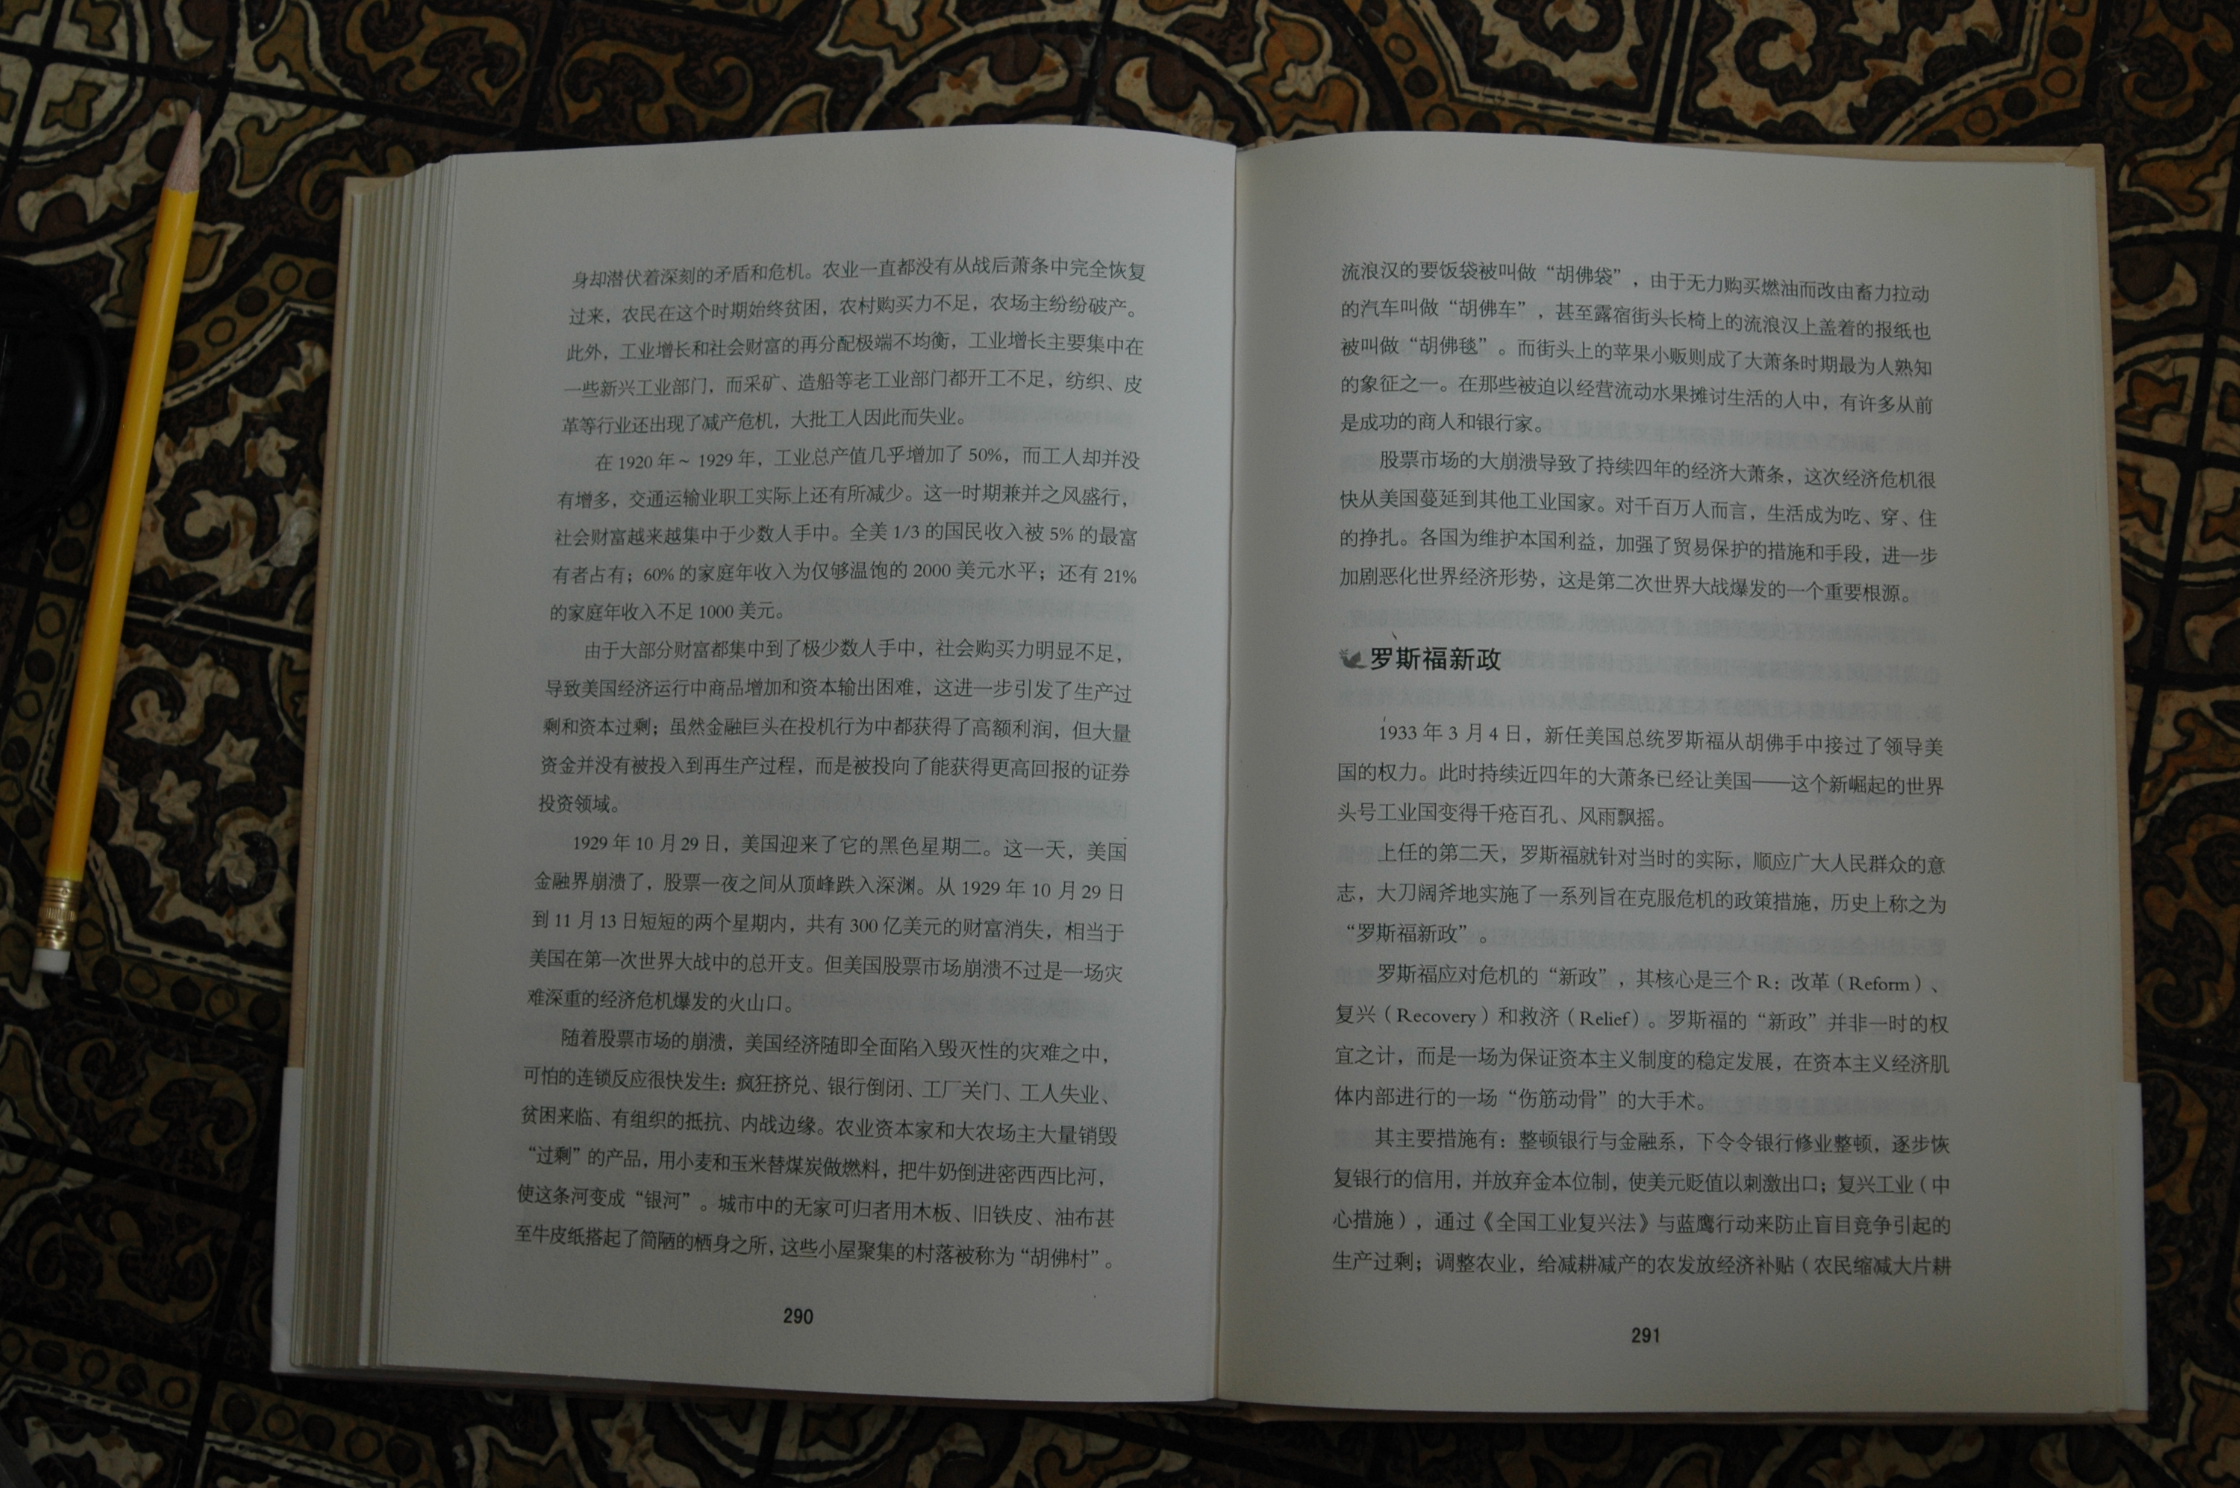 身却潜伏着深刻的矛盾和危机。农业一直都没有从战后萧条中完全恢复
过来，农民在这个时期始终贫困，农村购买力不足，农场主纷纷破产。
此外，工业增长和社会财富的再分配极端不均衡，工业增长主要集中在
一些新兴工业部门，而采矿、造船等老工业部门都开工不足，纺织、皮
革等行业还出现了减产危机，大批工人因此而失业。
在 1920 年～ 1929 年，工业总产值几乎增加了 50%，而工人却并没
有增多，交通运输业职工实际上还有所减少。这一时期兼并之风盛行，
社会财富越来越集中于少数人手中。全美 1/3 的国民收入被 5% 的最富
有者占有；60% 的家庭年收入为仅够温饱的 2000 美元水平；还有 21%
的家庭年收入不足 1000 美元。
由于大部分财富都集中到了极少数人手中，社会购买力明显不足，
导致美国经济运行中商品增加和资本输出困难，这进一步引发了生产过
剩和资本过剩；虽然金融巨头在投机行为中都获得了高额利润，但大量
资金并没有被投入到再生产过程，而是被投向了能获得更高回报的证券
投资领域。
1929 年 10 月 29 日，美国迎来了它的黑色星期二。这一天，美国
金融界崩溃了，股票一夜之间从顶峰跌入深渊。从 1929 年 10 月 29 日
到 11 月 13 日短短的两个星期内，共有 300 亿美元的财富消失，相当于
美国在第一次世界大战中的总开支。但美国股票市场崩溃不过是一场灾
难深重的经济危机爆发的火山口。
随着股票市场的崩溃，美国经济随即全面陷入毁灭性的灾难之中，
可怕的连锁反应很快发生：疯狂挤兑、银行倒闭、工厂关门、工人失业、
贫困来临、有组织的抵抗、内战边缘。农业资本家和大农场主大量销毁
“过剩”的产品，用小麦和玉米替煤炭做燃料，把牛奶倒进密西西比河，
使这条河变成“银河”。城市中的无家可归者用木板、旧铁皮、油布甚
至牛皮纸搭起了简陋的栖身之所，这些小屋聚集的村落被称为“胡佛村”。
290
流浪汉的要饭袋被叫做“胡佛袋”，由于无力购买燃油而改由畜力拉动
的汽车叫做“胡佛车”，甚至露宿街头长椅上的流浪汉上盖着的报纸也
被叫做“胡佛毯”。而街头上的苹果小贩则成了大萧条时期最为人熟知
的象征之一。在那些被迫以经营流动水果摊讨生活的人中，有许多从前
是成功的商人和银行家。
股票市场的大崩溃导致了持续四年的经济大萧条，这次经济危机很
快从美国蔓延到其他工业国家。对千百万人而言，生活成为吃、穿、住
的挣扎。各国为维护本国利益，加强了贸易保护的措施和手段，进一步
加剧恶化世界经济形势，这是第二次世界大战爆发的一个重要根源。
罗斯福新政
1933 年 3 月 4 日，新任美国总统罗斯福从胡佛手中接过了领导美
国的权力。此时持续近四年的大萧条已经让美国——这个新崛起的世界
头号工业国变得千疮百孔、风雨飘摇。
上任的第二天，罗斯福就针对当时的实际，顺应广大人民群众的意
志，大刀阔斧地实施了一系列旨在克服危机的政策措施，历史上称之为
“罗斯福新政”。
罗斯福应对危机的“新政”，其核心是三个 R：改革（Reform）、
复兴（Recovery）和救济（Relief）。罗斯福的“新政”并非一时的权
宜之计，而是一场为保证资本主义制度的稳定发展，在资本主义经济肌
体内部进行的一场“伤筋动骨”的大手术。
其主要措施有：整顿银行与金融系，下令令银行修业整顿，逐步恢
复银行的信用，并放弃金本位制，使美元贬值以刺激出口；复兴工业（中
心措施），通过《全国工业复兴法》与蓝鹰行动来防止盲目竞争引起的
生产过剩；调整农业，给减耕减产的农发放经济补贴（农民缩减大片耕
291